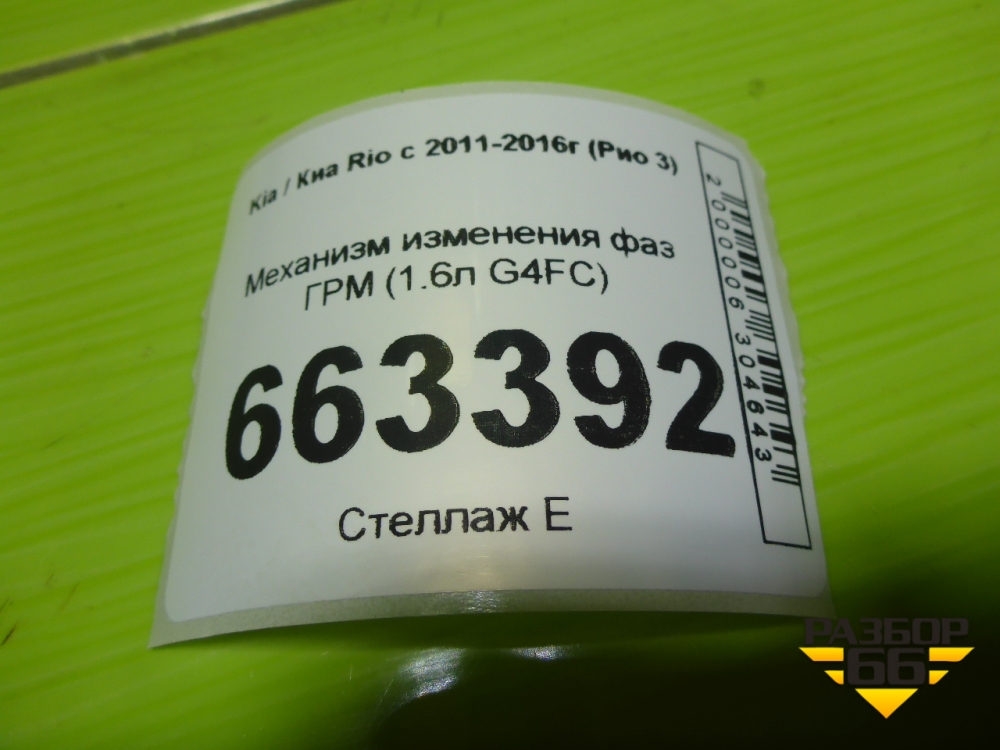 Kia / Киа Rio с 2011-2016г (Рио 3)
Механизм изменения фаз
ГРМ (1.6л G4FC)
663392
Стеллаж Е
2000006304643
РАЗБОР
66